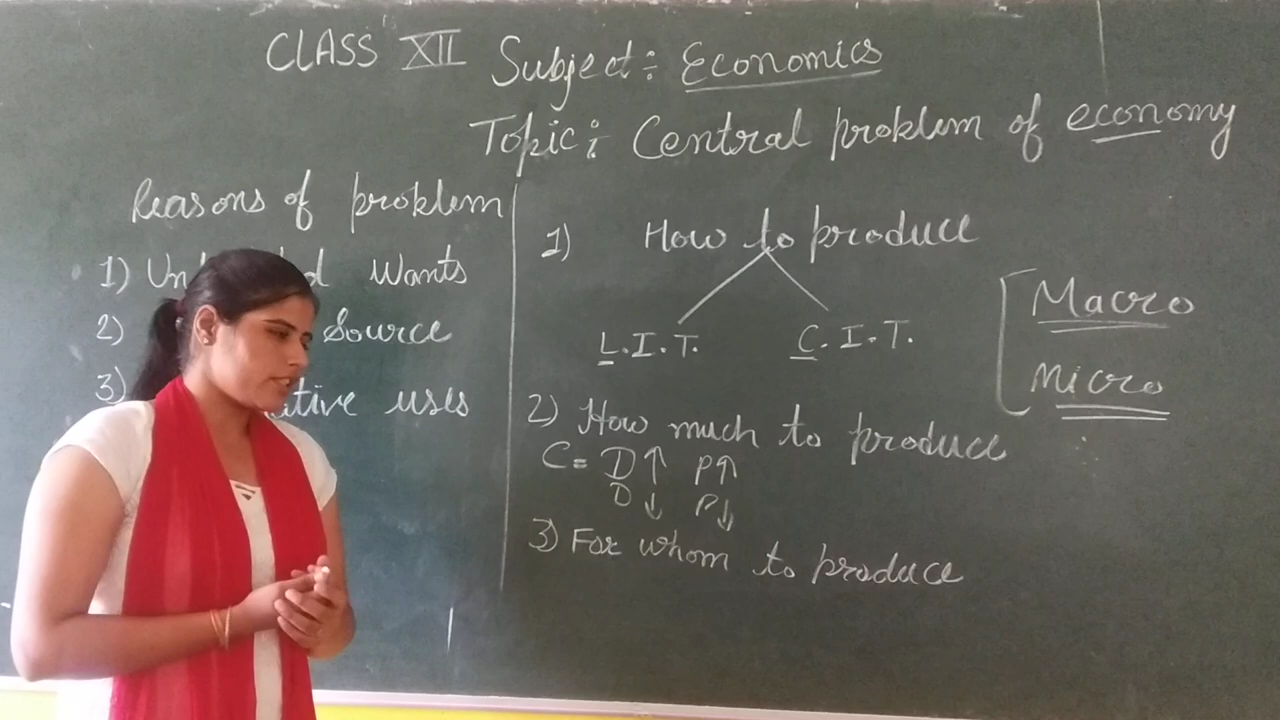 CLASS XII Subject: Economics
Topic: Central problem of economy
Reasons of problem
1) Wants
2) Source
3) uses
1) How to produce
L.I.T. C.I.T.
2) How much to produce
C = D↑ P↑
D↓ P↓
3) For whom to produce
Macro
Micro